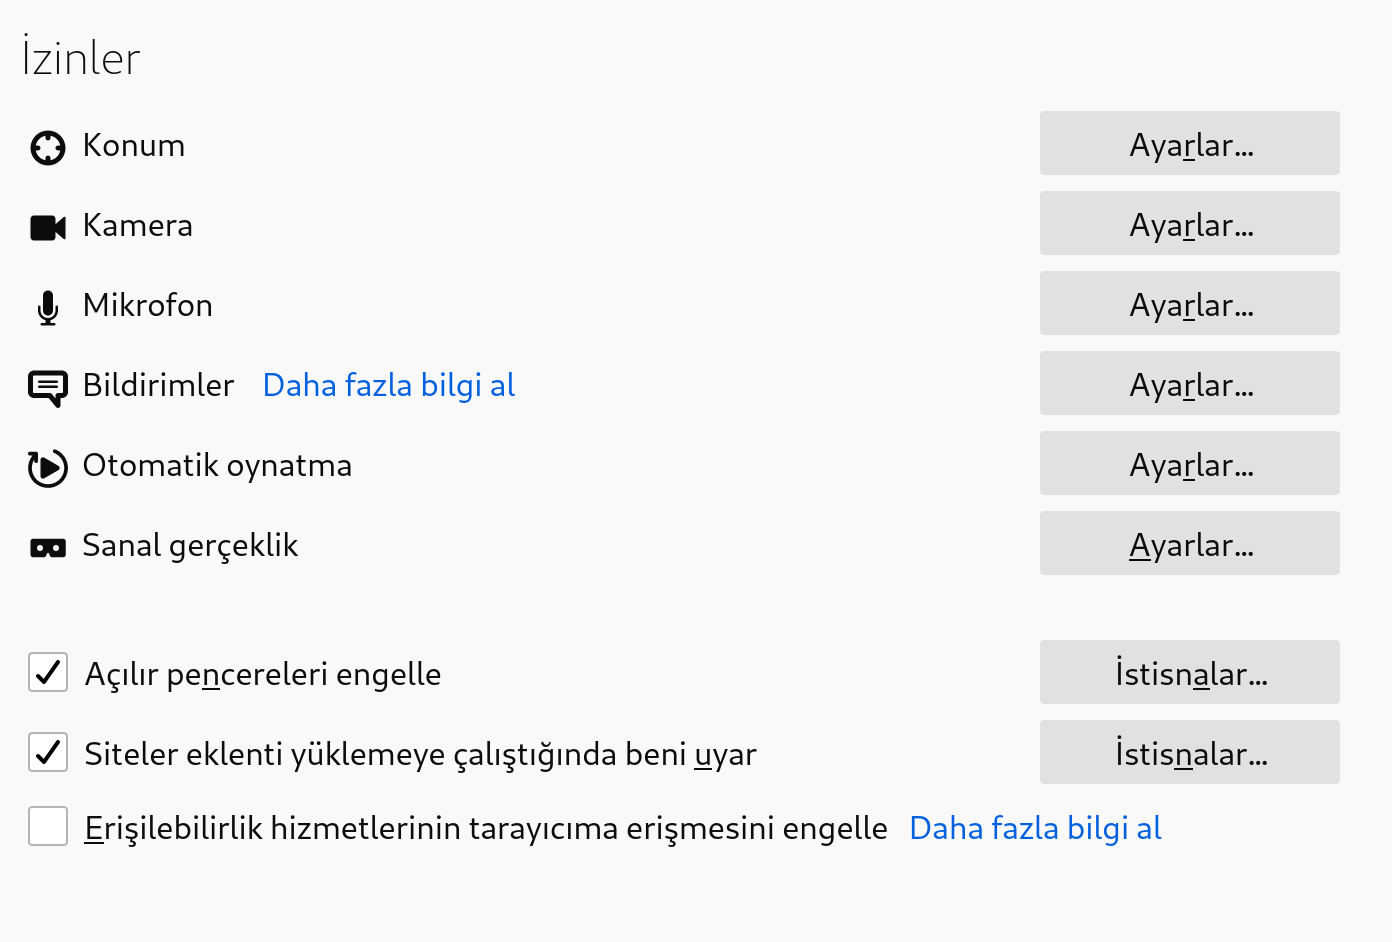 İzinler
Konum Ayarlar...
Kamera Ayarlar...
Mikrofon Ayarlar...
Bildirimler Daha fazla bilgi al Ayarlar...
Otomatik oynatma Ayarlar...
Sanal gerçeklik Ayarlar...
Açılır pencereleri engelle İstisnalar...
Siteler eklenti yüklemeye çalıştığında beni uyar İstisnalar...
Erişilebilirlik hizmetlerinin tarayıcıma erişmesini engelle Daha fazla bilgi al